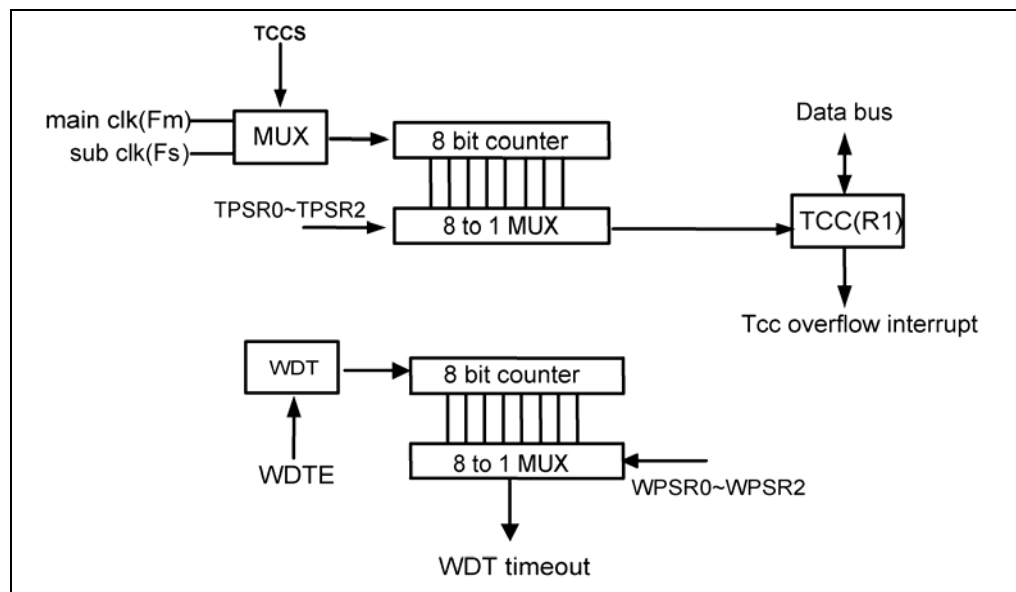 TCCS
main clk(Fm)
sub clk(Fs)
MUX
8 bit counter
Data bus
TPSR0~TPSR2
8 to 1 MUX
TCC(R1)
Tcc overflow interrupt
WDT
8 bit counter
WDTE
8 to 1 MUX
WPSR0~WPSR2
WDT timeout